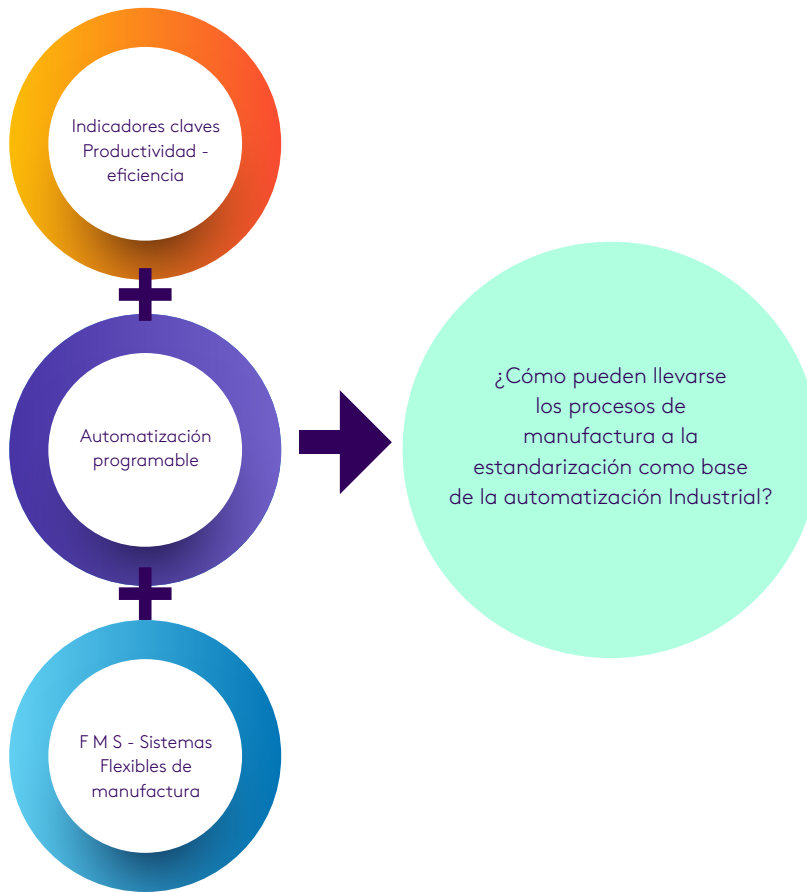 Indicadores claves
Productividad -
eficiencia
Automatización
programable
F M S - Sistemas
Flexibles de
manufactura
¿Cómo pueden llevarse
los procesos de
manufactura a la
estandarización como base
de la automatización Industrial?